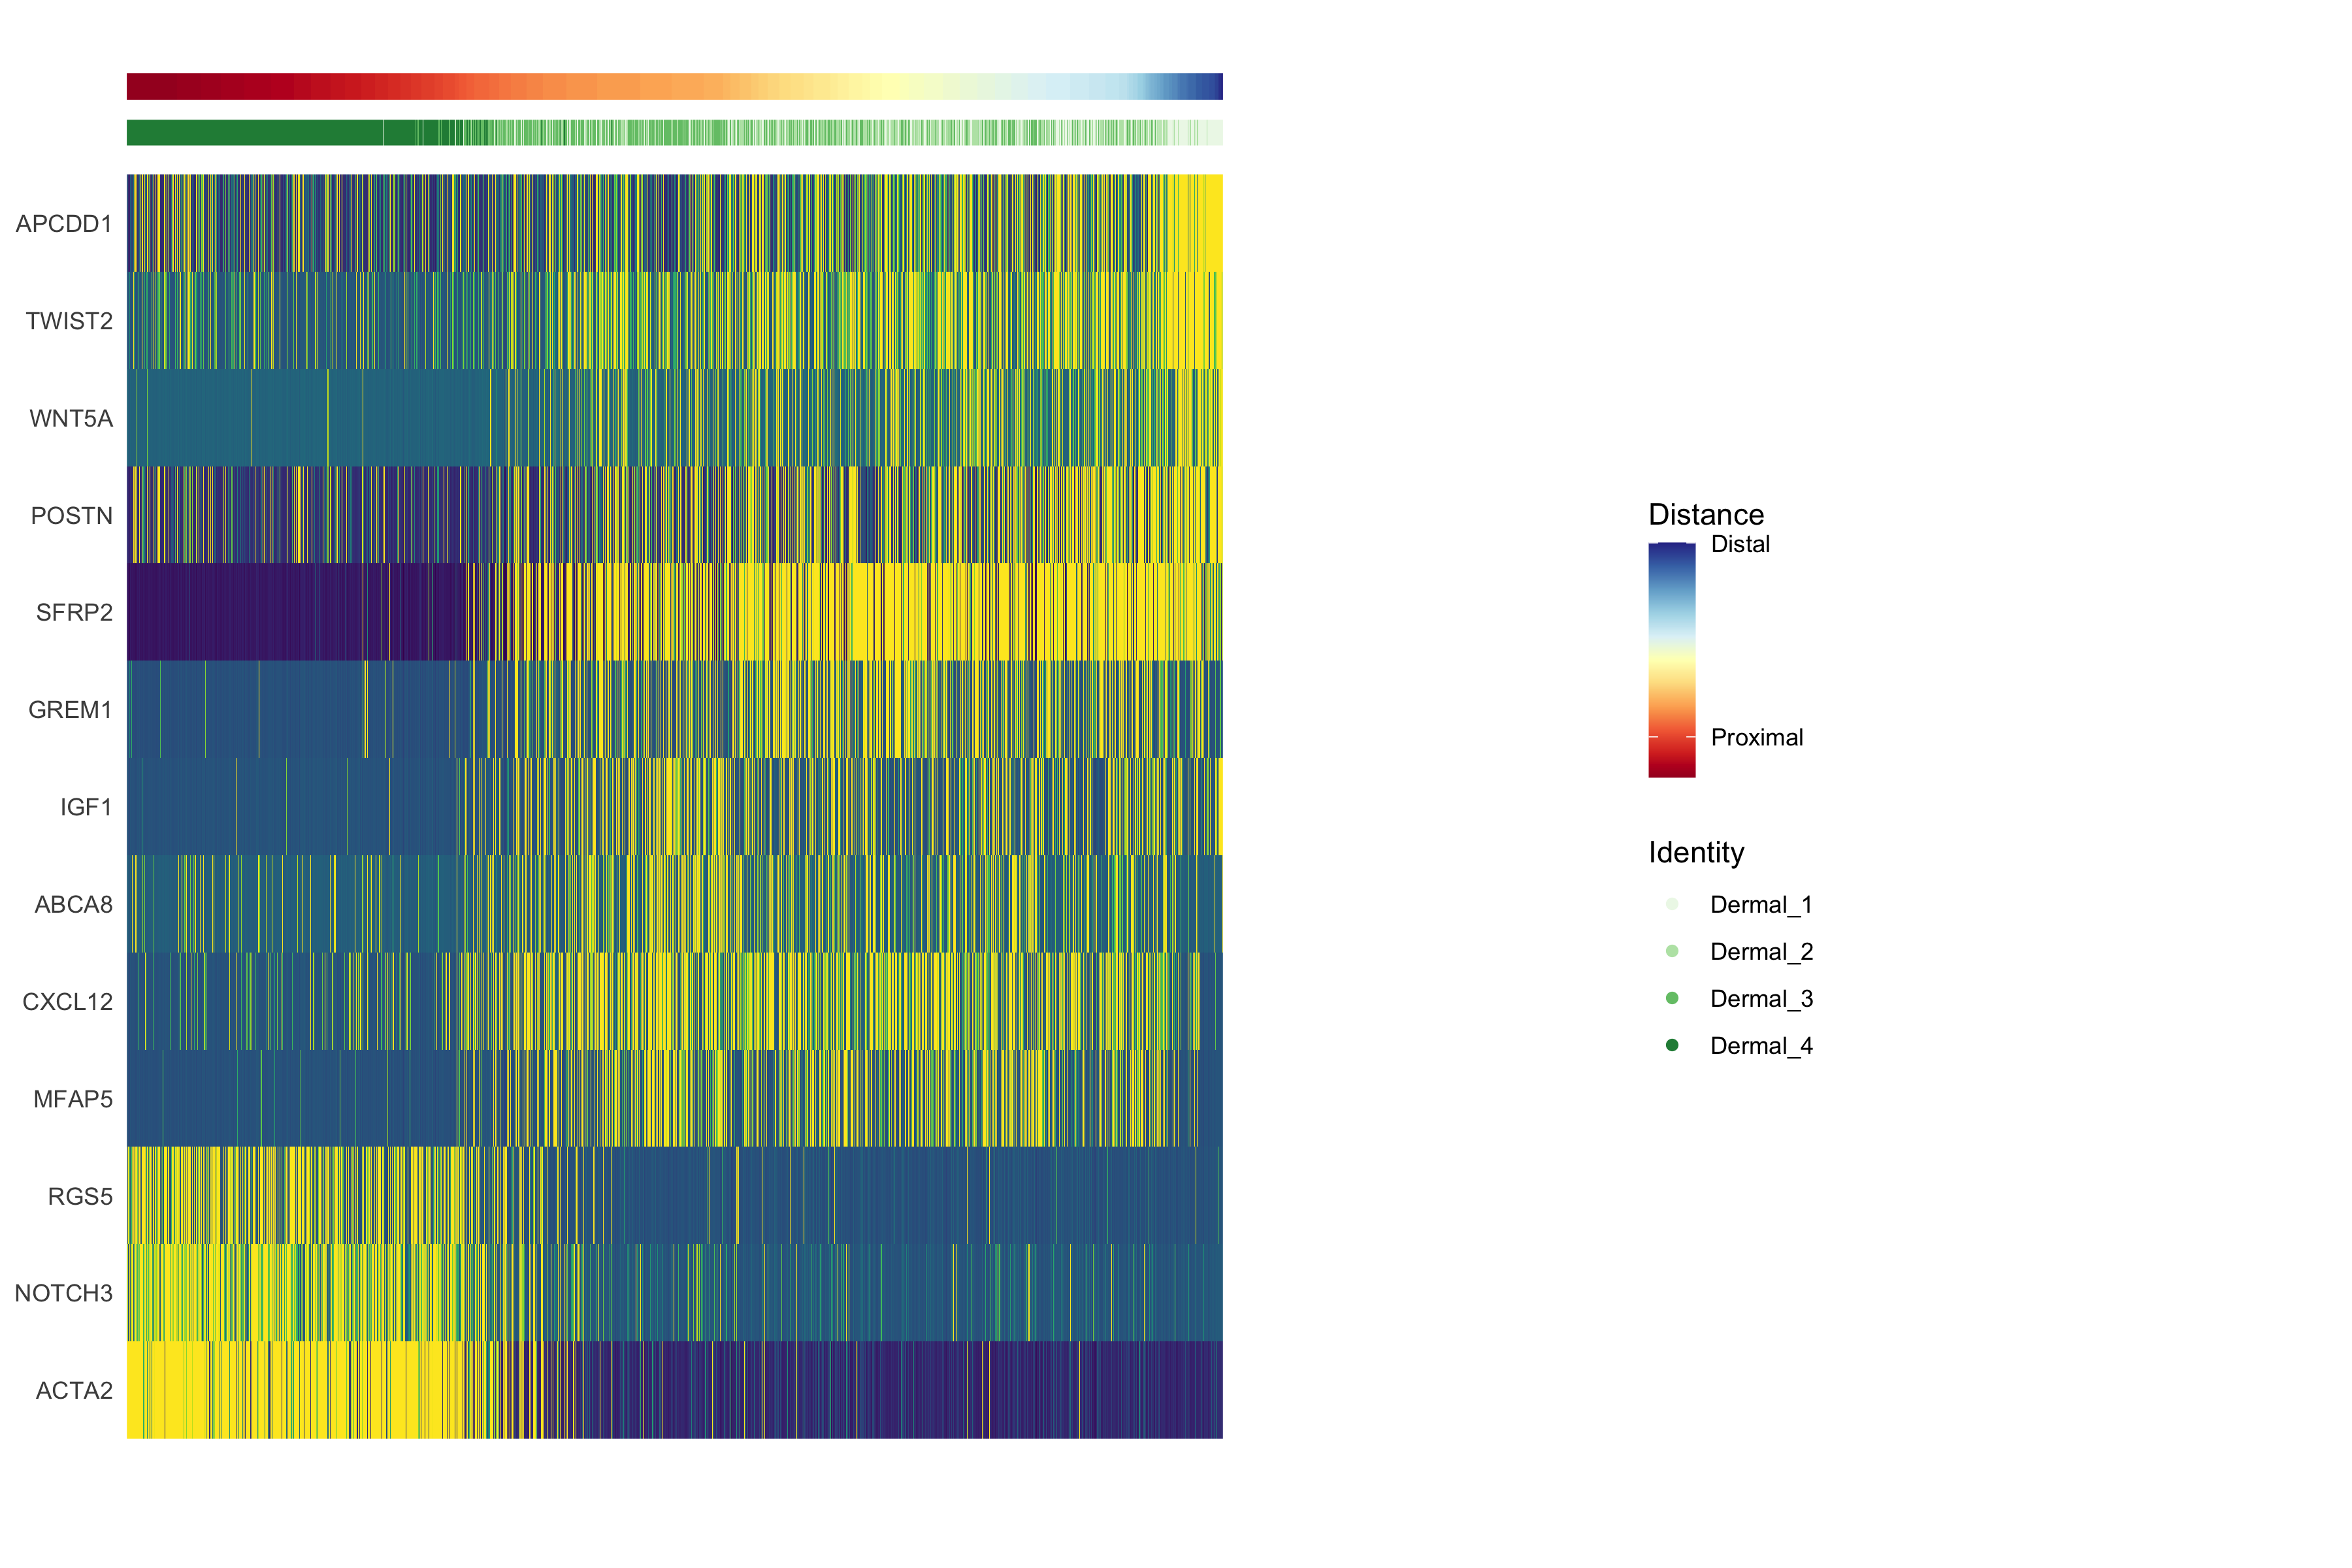 APCDD1
TWIST2
WNT5A
POSTN
SFRP2
GREM1
IGF1
ABCA8
CXCL12
MFAP5
RGS5
NOTCH3
ACTA2
Distance
Distal
Proximal
Identity
Dermal_1
Dermal_2
Dermal_3
Dermal_4